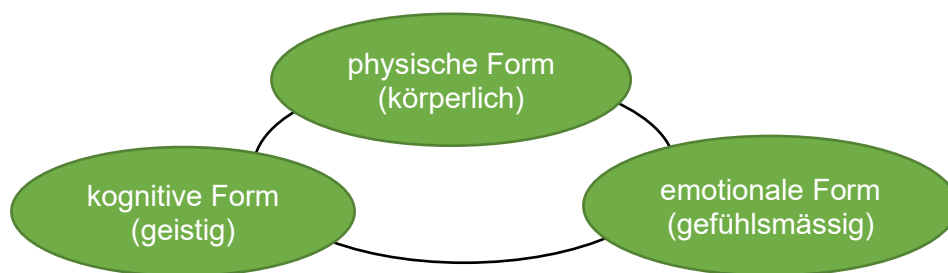 physische Form
(körperlich)
kognitive Form
(geistig)
emotionale Form
(gefühlsmässig)